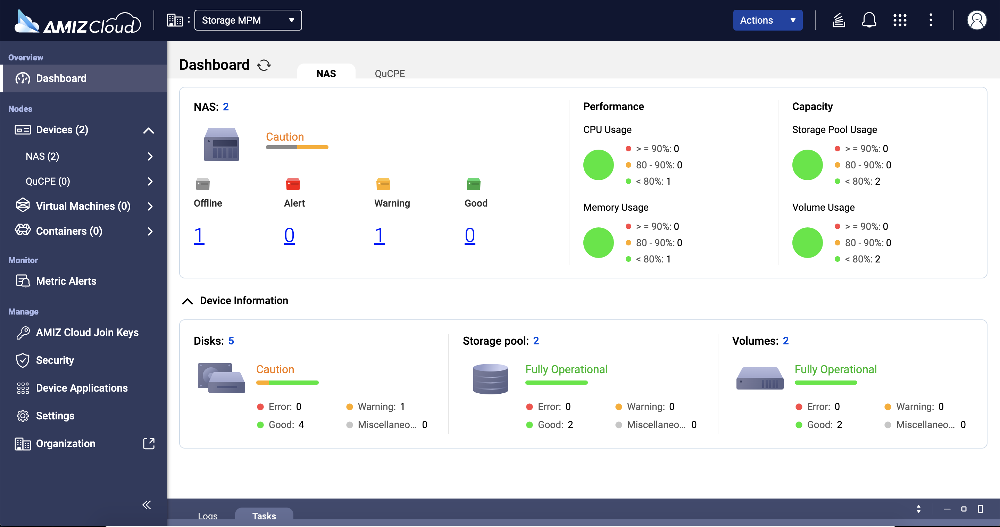 AMIZ Cloud
: Storage MPM
Actions
Overview
Dashboard
Nodes
Devices (2)
NAS (2)
QuCPE (0)
Virtual Machines (0)
Containers (0)
Monitor
Metric Alerts
Manage
AMIZ Cloud Join Keys
Security
Device Applications
Settings
Organization
Dashboard
NAS
QuCPE
NAS: 2
Caution
Offline
Alert
Warning
Good
1
0
1
0
Performance
CPU Usage
> = 90%: 0
80 - 90%: 0
< 80%: 1
Memory Usage
> = 90%: 0
80 - 90%: 0
< 80%: 1
Capacity
Storage Pool Usage
> = 90%: 0
80 - 90%: 0
< 80%: 2
Volume Usage
> = 90%: 0
80 - 90%: 0
< 80%: 2
Device Information
Disks: 5
Caution
Error: 0
Warning: 1
Good: 4
Miscellaneo... 0
Storage pool: 2
Fully Operational
Error: 0
Warning: 0
Good: 2
Miscellaneo... 0
Volumes: 2
Fully Operational
Error: 0
Warning: 0
Good: 2
Miscellaneo... 0
Logs
Tasks